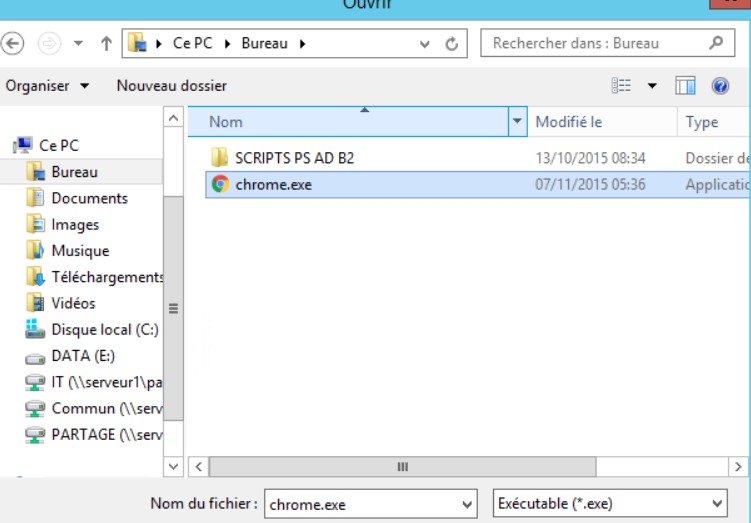 Ouvrir
Ce PC Bureau
Rechercher dans : Bureau
Organiser Nouveau dossier
Nom Modifié le Type
SCRIPTS PS AD B2 13/10/2015 08:34 Dossier de
chrome.exe 07/11/2015 05:36 Applicatio
Ce PC
Bureau
Documents
Images
Musique
Téléchargements
Vidéos
Disque local (C:)
DATA (E:)
IT (\\serveur1\pa
Commun (\\serv
PARTAGE (\\serv
Nom du fichier : chrome.exe Exécutable (*.exe)